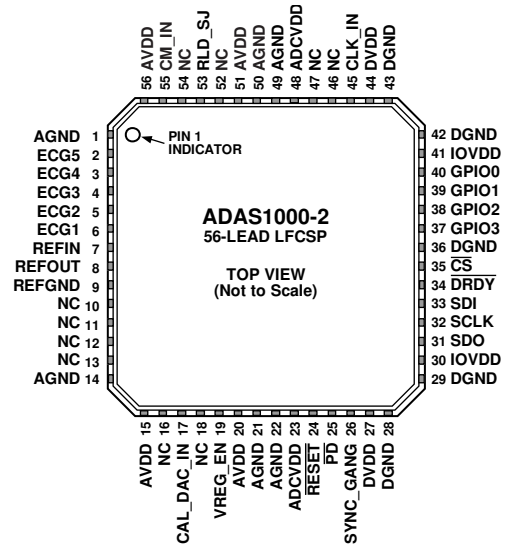 56 AVDD
55 CM_IN
54 NC
53 RLD_SJ
52 NC
51 AVDD
50 AGND
49 AGND
48 ADCVDD
47 NC
46 NC
45 CLK_IN
44 DVDD
43 DGND
AGND 1
ECG5 2
ECG4 3
ECG3 4
ECG2 5
ECG1 6
REFIN 7
REFOUT 8
REFGND 9
NC 10
NC 11
NC 12
NC 13
AGND 14
PIN 1
INDICATOR
ADAS1000-2
56-LEAD LFCSP
TOP VIEW
(Not to Scale)
42 DGND
41 IOVDD
40 GPIO0
39 GPIO1
38 GPIO2
37 GPIO3
36 DGND
35 CS
34 DRDY
33 SDI
32 SCLK
31 SDO
30 IOVDD
29 DGND
AVDD 15
NC 16
CAL_DAC_IN 17
NC 18
VREG_EN 19
AVDD 20
AGND 21
AGND 22
ADCVDD 23
RESET 24
PD 25
SYNC_GANG 26
DVDD 27
DGND 28